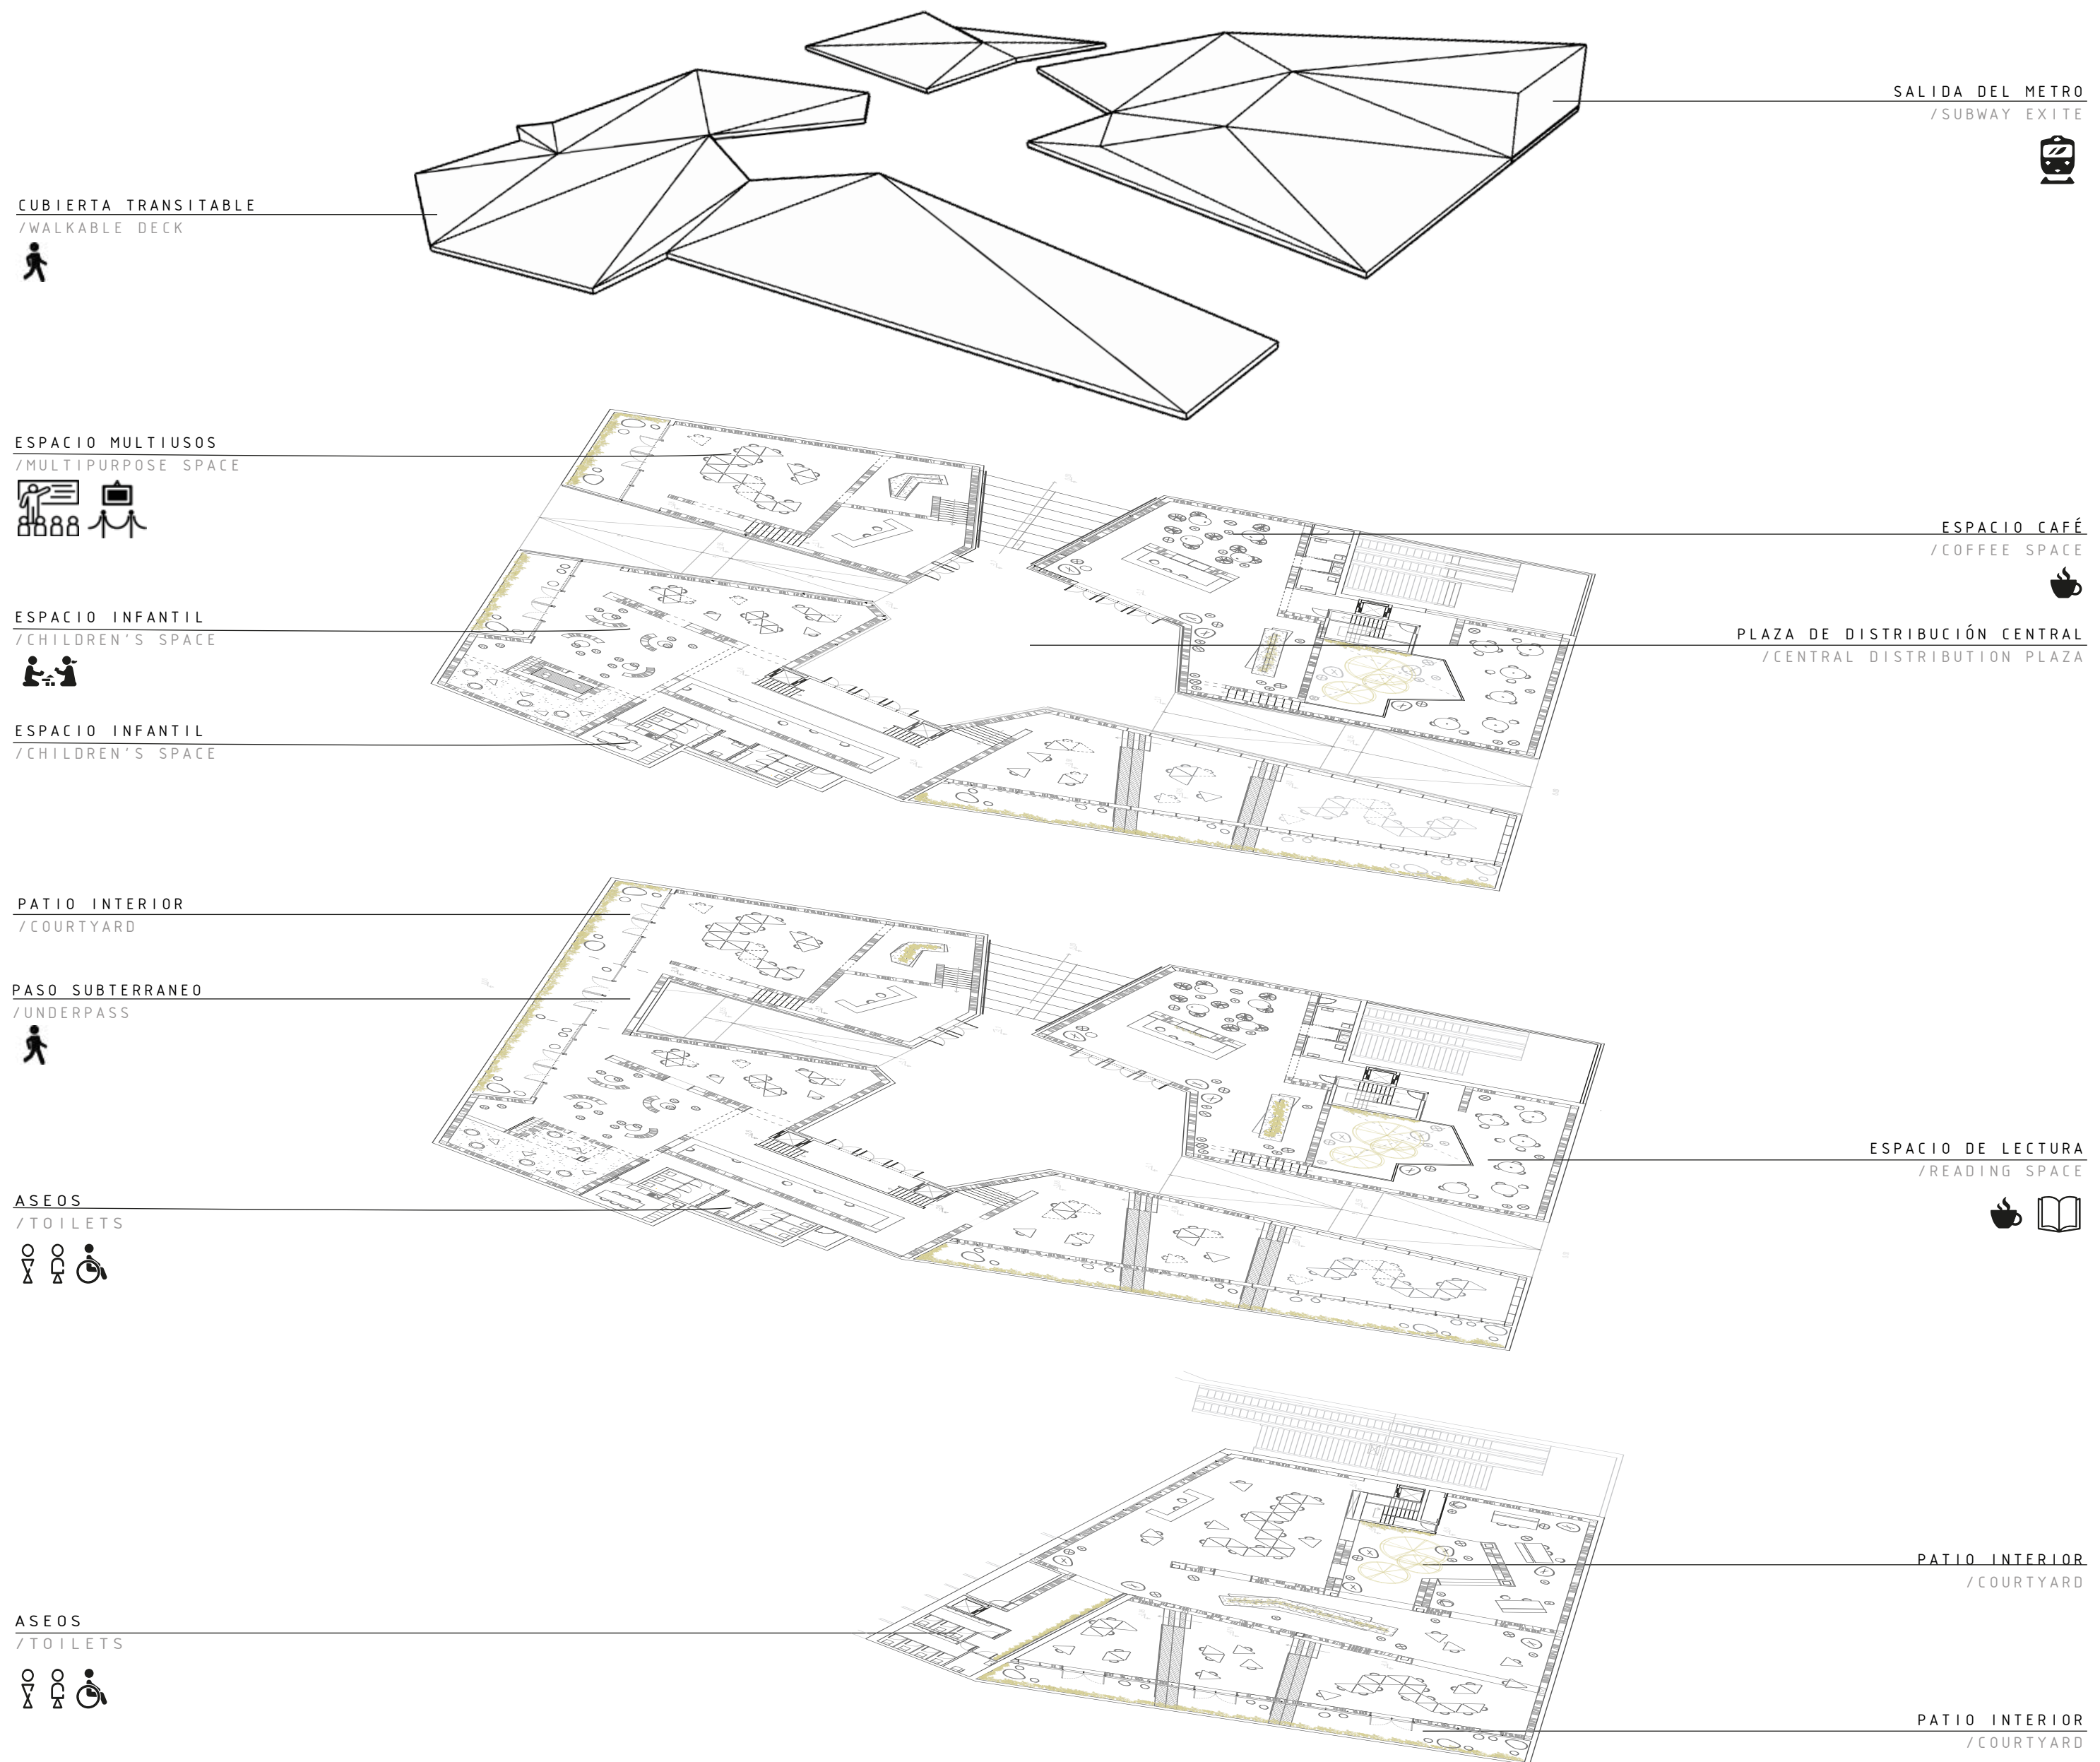 SALIDA DEL METRO
/SUBWAY EXITE
CUBIERTA TRANSITABLE
/WALKABLE DECK
ESPACIO MULTIUSOS
/MULTIPURPOSE SPACE
ESPACIO CAFÉ
/COFFEE SPACE
ESPACIO INFANTIL
/CHILDREN'S SPACE
PLAZA DE DISTRIBUCIÓN CENTRAL
/CENTRAL DISTRIBUTION PLAZA
ESPACIO INFANTIL
/CHILDREN'S SPACE
PATIO INTERIOR
/COURTYARD
PASO SUBTERRANEO
/UNDERPASS
ESPACIO DE LECTURA
/READING SPACE
ASEOS
/TOILETS
PATIO INTERIOR
/COURTYARD
ASEOS
/TOILETS
PATIO INTERIOR
/COURTYARD